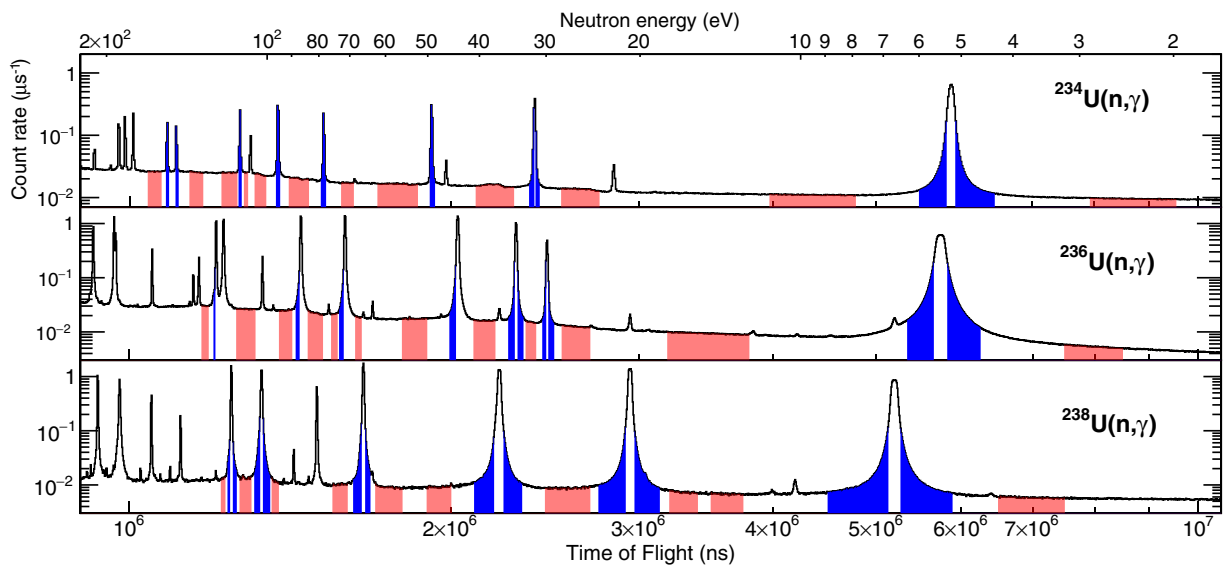 Neutron energy (eV)
2×10² 10² 80 70 60 50 40 30 20 10 9 8 7 6 5 4 3 2
Count rate (μs⁻¹)
1
10⁻¹
10⁻²
²³⁴U(n,γ)
1
10⁻¹
10⁻²
²³⁶U(n,γ)
1
10⁻¹
10⁻²
²³⁸U(n,γ)
10⁶ 2×10⁶ 3×10⁶ 4×10⁶ 5×10⁶ 6×10⁶ 7×10⁶ 10⁷
Time of Flight (ns)